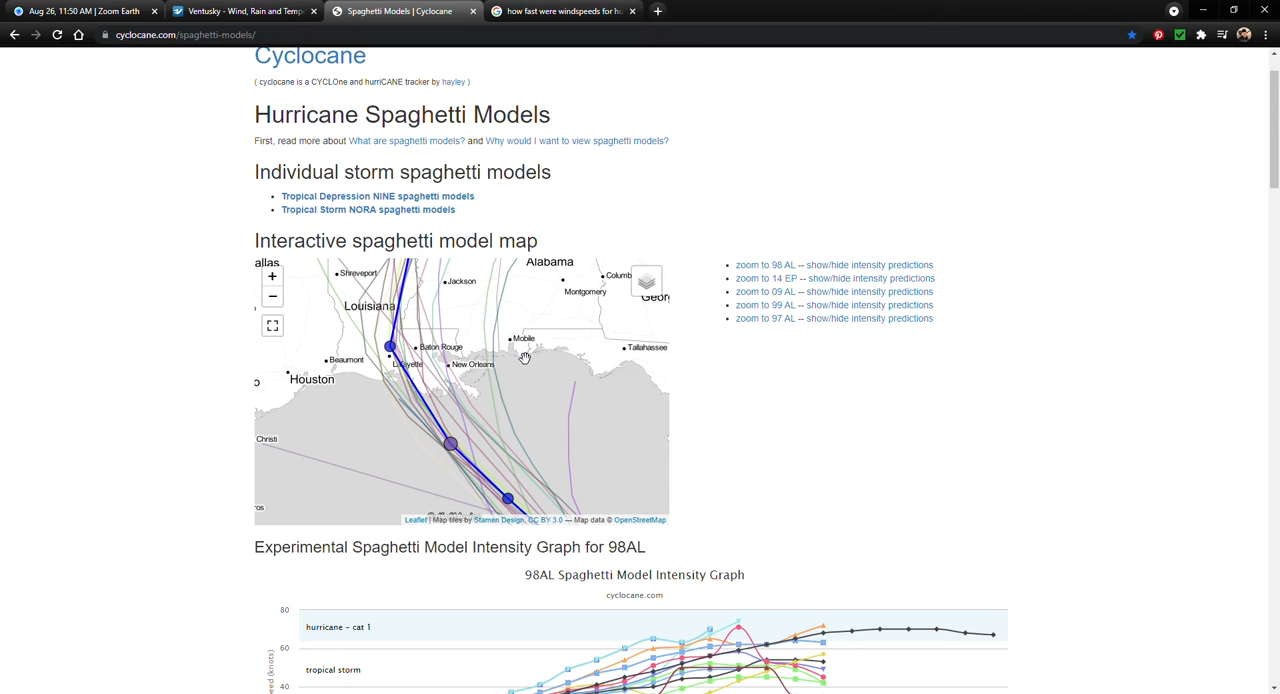 Aug 26, 11:50 AM | Zoom Earth
Ventusky - Wind, Rain and Tempe
Spaghetti Models | Cyclocane
how fast were windspeeds for hu
cyclocane.com/spaghetti-models/
Cyclocane
( cyclocane is a CYCLOne and hurriCANE tracker by hayley )
Hurricane Spaghetti Models
First, read more about What are spaghetti models? and Why would I want to view spaghetti models?
Individual storm spaghetti models
Tropical Depression NINE spaghetti models
Tropical Storm NORA spaghetti models
Interactive spaghetti model map
allas
Alabama
Shreveport
Jackson
Columb
Montgomery
Georg
Louisiana
Mobile
Baton Rouge
Tallahassee
Beaumont
Lafayette
New Orleans
Houston
o
Christi
ros
+
−
Leaflet | Map tiles by Stamen Design, CC BY 3.0 — Map data © OpenStreetMap
zoom to 98 AL -- show/hide intensity predictions
zoom to 14 EP -- show/hide intensity predictions
zoom to 09 AL -- show/hide intensity predictions
zoom to 99 AL -- show/hide intensity predictions
zoom to 97 AL -- show/hide intensity predictions
Experimental Spaghetti Model Intensity Graph for 98AL
98AL Spaghetti Model Intensity Graph
cyclocane.com
80
hurricane - cat 1
60
tropical storm
40
eed (knots)